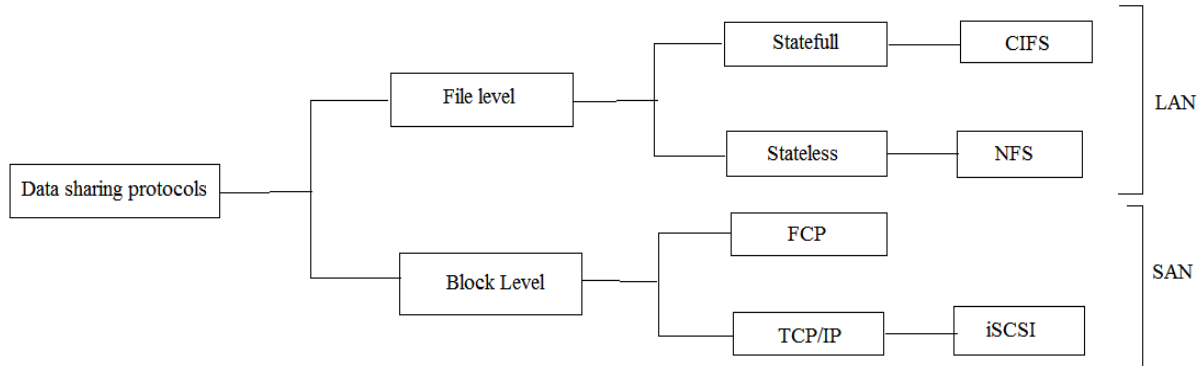 Data sharing protocols
File level
Statefull
CIFS
Stateless
NFS
LAN
Block Level
FCP
TCP/IP
iSCSI
SAN